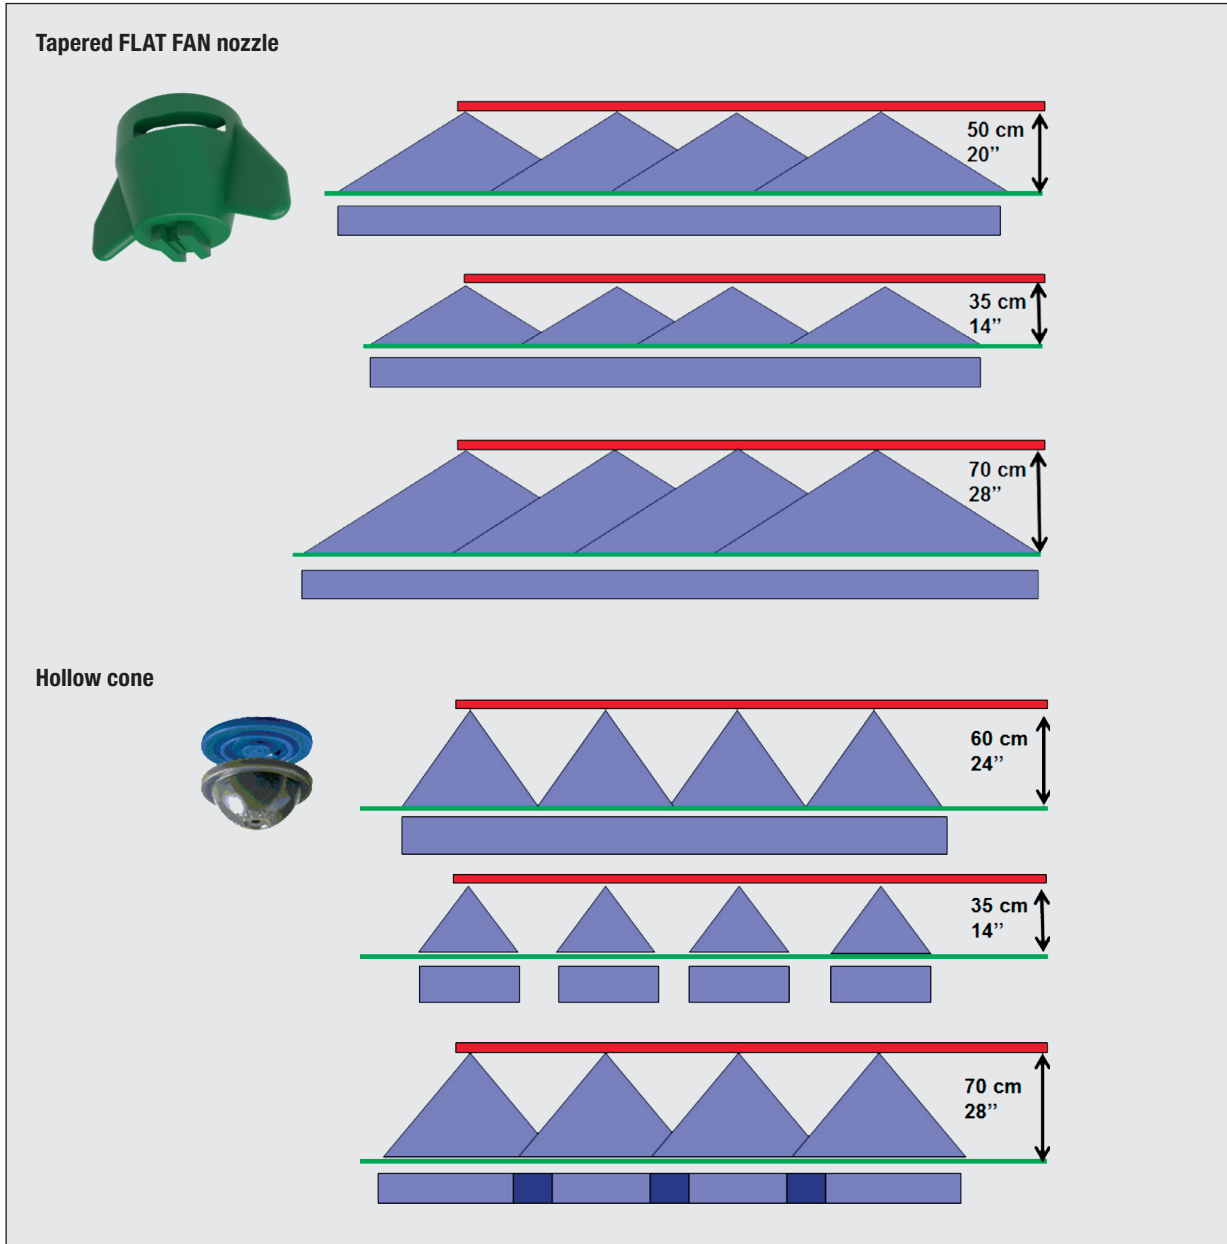 Tapered FLAT FAN nozzle
50 cm
20’’
35 cm
14’’
70 cm
28’’
Hollow cone
60 cm
24’’
35 cm
14’’
70 cm
28’’